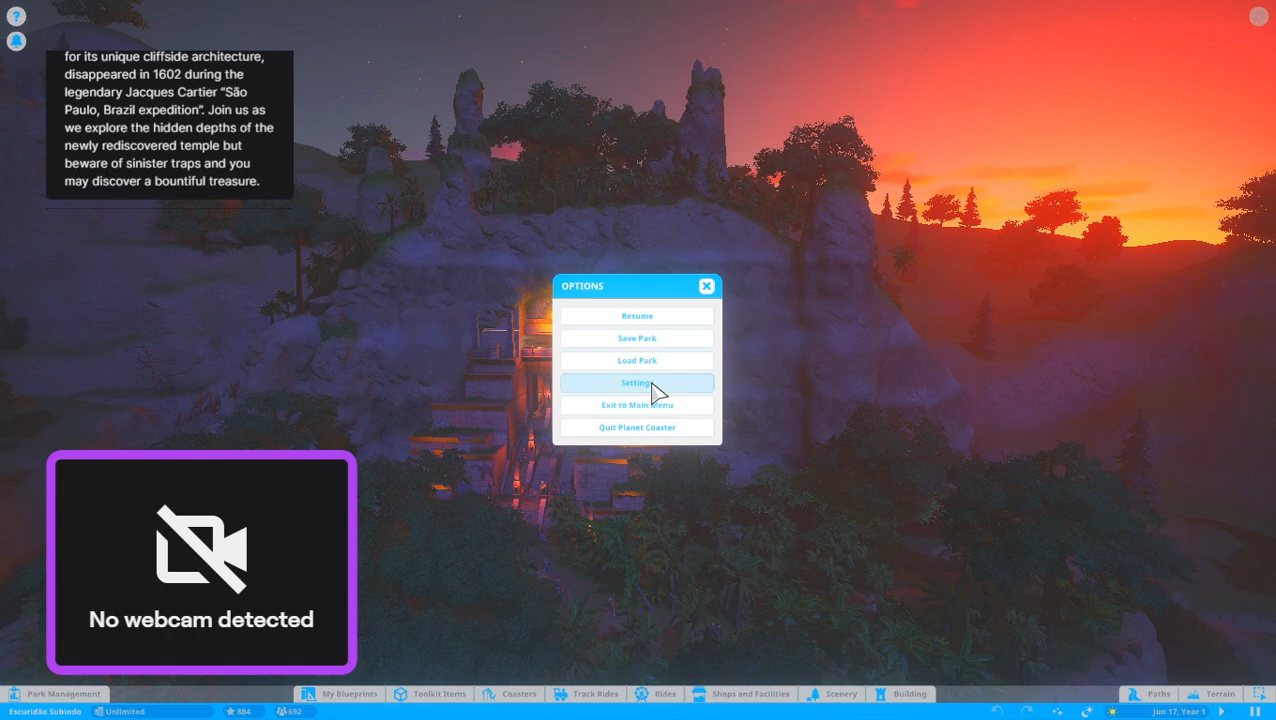 for its unique cliffside architecture,
disappeared in 1602 during the
legendary Jacques Cartier “São
Paulo, Brazil expedition”. Join us as
we explore the hidden depths of the
newly rediscovered temple but
beware of sinister traps and you
may discover a bountiful treasure.
OPTIONS
Resume
Save Park
Load Park
Settings
Exit to Main Menu
Quit Planet Coaster
No webcam detected
Park Management
My Blueprints
Toolkit Items
Coasters
Track Rides
Rides
Shops and Facilities
Scenery
Building
Paths
Terrain
Escuridão Subindo
Unlimited
884
692
Jun 17, Year 1